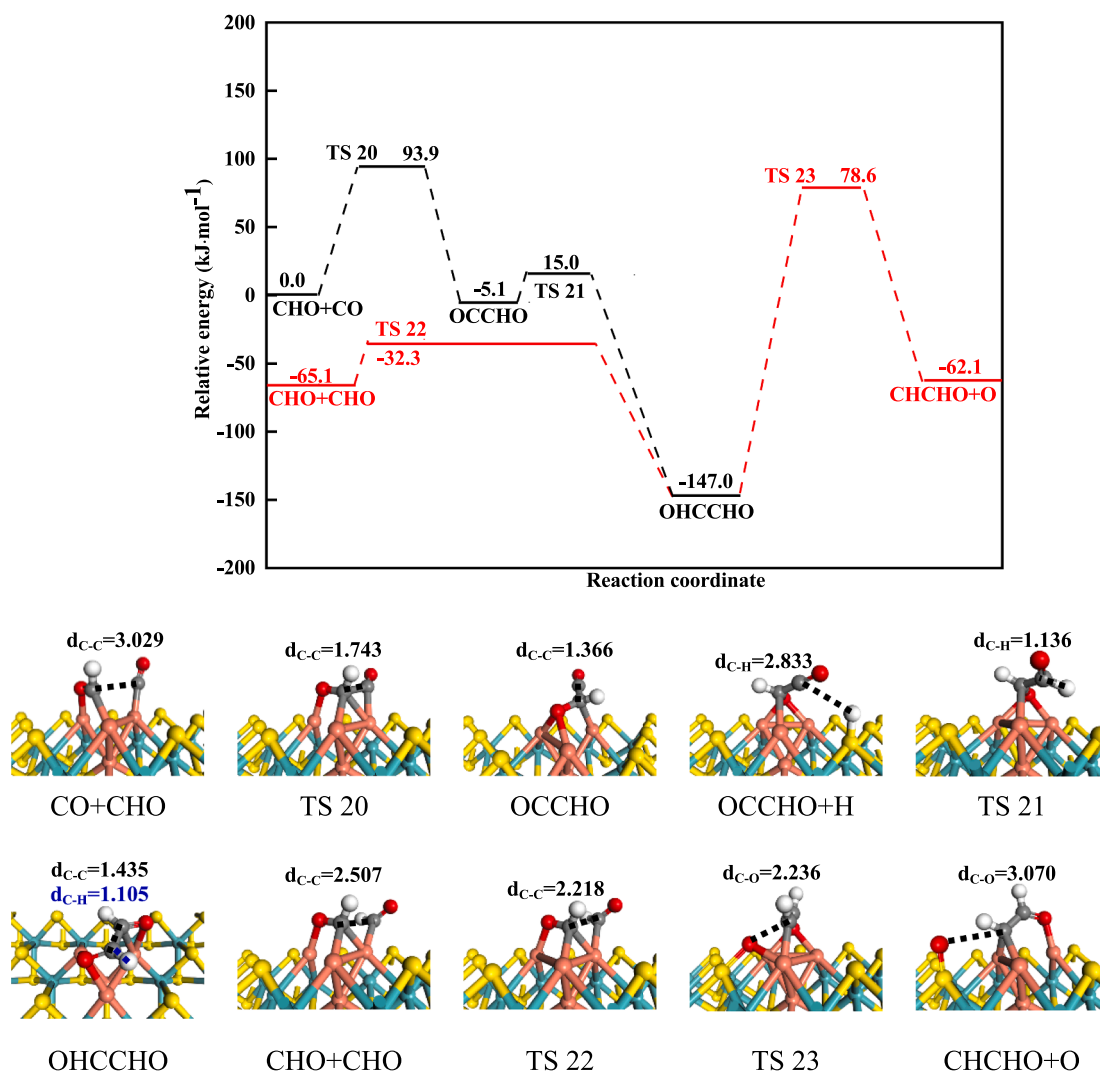 Relative energy (kJ·mol⁻¹)
200
150
100
50
0
-50
-100
-150
-200
TS 20 93.9
TS 23 78.6
0.0
CHO+CO
-5.1
OCCHO
15.0
TS 21
TS 22
-32.3
-65.1
CHO+CHO
-62.1
CHCHO+O
-147.0
OHCCHO
Reaction coordinate
dC-C=3.029
dC-C=1.743
dC-C=1.366
dC-H=2.833
dC-H=1.136
CO+CHO
TS 20
OCCHO
OCCHO+H
TS 21
dC-C=1.435
dC-H=1.105
dC-C=2.507
dC-C=2.218
dC-O=2.236
dC-O=3.070
OHCCHO
CHO+CHO
TS 22
TS 23
CHCHO+O